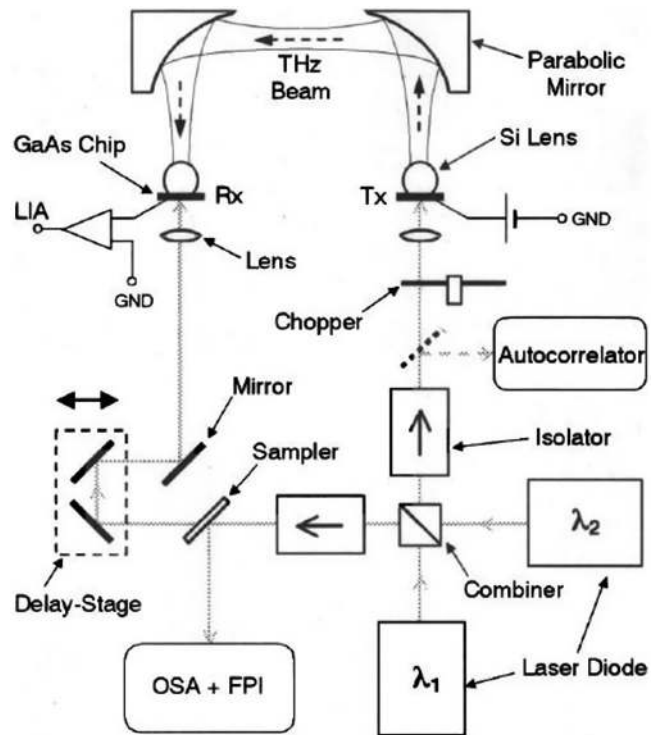 THz
Beam
Parabolic
Mirror
GaAs Chip
Si Lens
Rx
Tx
LIA
GND
GND
Lens
Chopper
Autocorrelator
Mirror
Isolator
Sampler
λ2
Combiner
Delay-Stage
Laser Diode
OSA + FPI
λ1